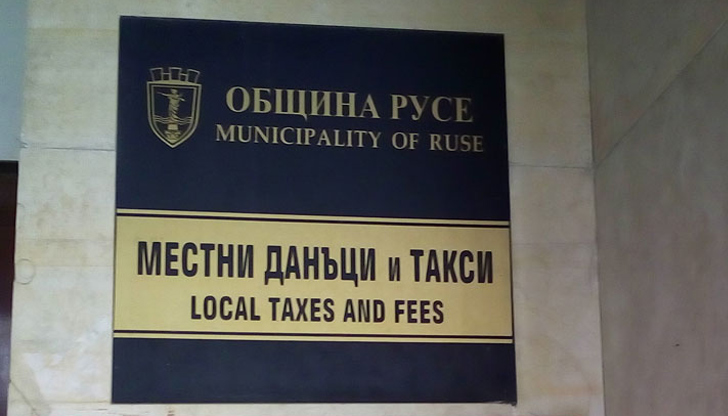 ОБЩИНА РУСЕ
MUNICIPALITY OF RUSE
МЕСТНИ ДАНЪЦИ и ТАКСИ
LOCAL TAXES AND FEES